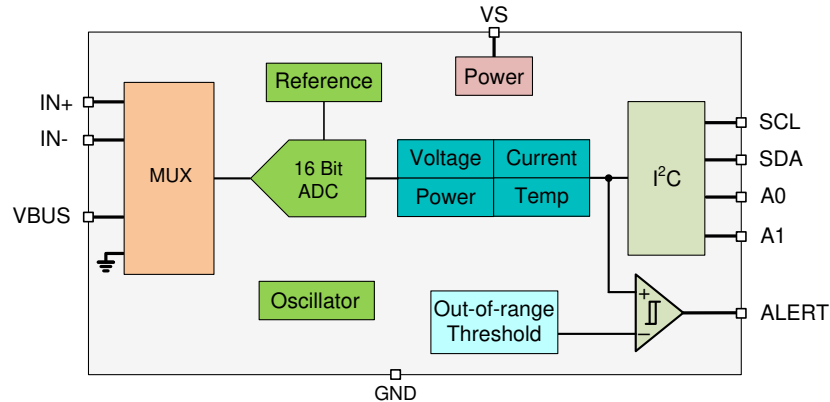 VS
Power
Reference
IN+
IN-
VBUS
MUX
16 Bit
ADC
Voltage
Current
Power
Temp
I²C
SCL
SDA
A0
A1
Oscillator
Out-of-range
Threshold
+
−
ALERT
GND